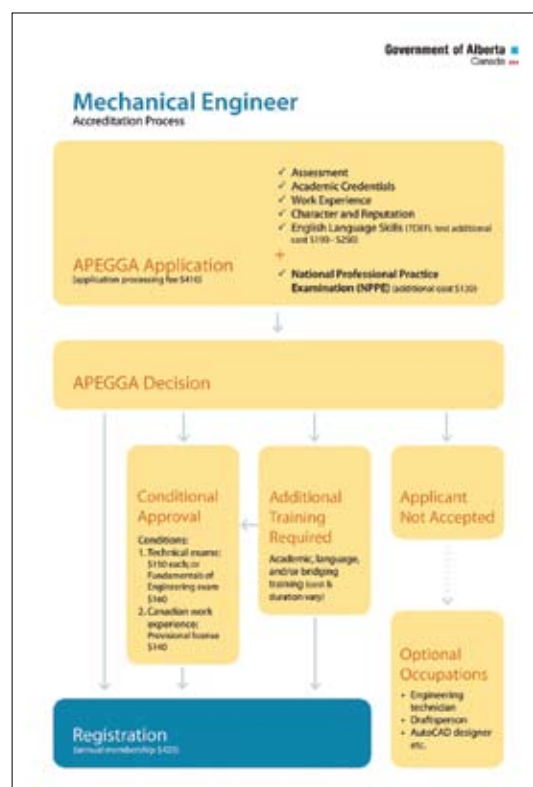 Government of Alberta
Canada
Mechanical Engineer
Accreditation Process
✓ Assessment
✓ Academic Credentials
✓ Work Experience
✓ Character and Reputation
✓ English Language Skills (TOEFL test additional
cost $190 - $250)
+
✓ National Professional Practice
Examination (NPPE) (additional cost $120)
APEGGA Application
(application processing fee $410)
APEGGA Decision
Conditional
Approval
Conditions:
1. Technical exams:
$150 each; or
Fundamentals of
Engineering exam
$160
2. Canadian work
experience:
Provisional license
$140
Additional
Training
Required
Academic, language,
and/or bridging
training (cost &
duration vary)
Applicant
Not Accepted
Optional
Occupations
• Engineering
technician
• Draftsperson
• AutoCAD designer
etc.
Registration
(annual membership